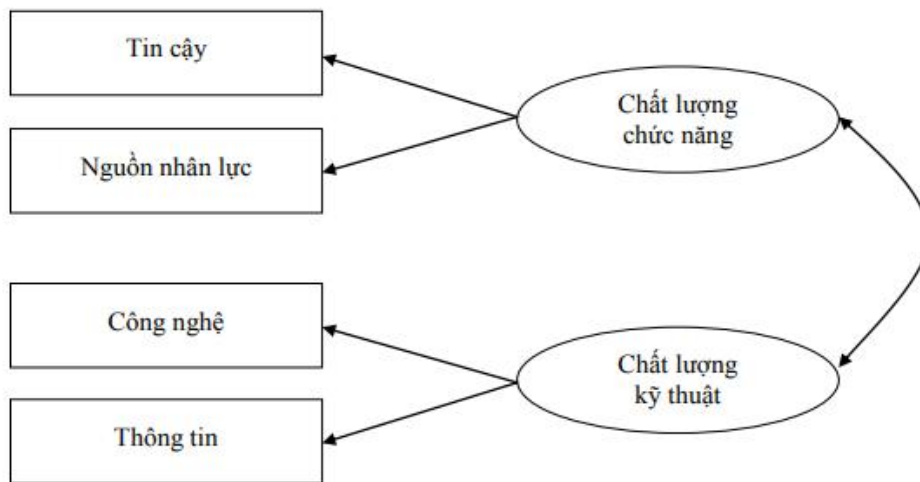 Tin cậy
Chất lượng
chức năng
Nguồn nhân lực
Công nghệ
Chất lượng
kỹ thuật
Thông tin